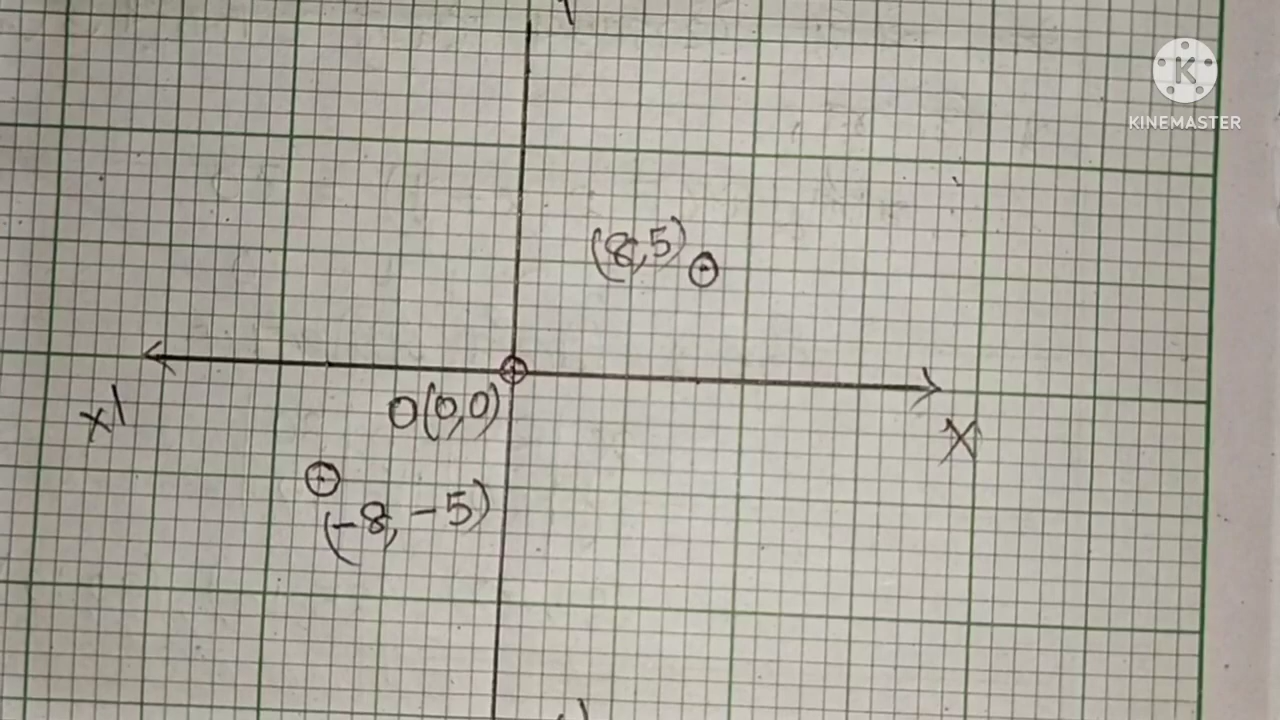 K
KINEMASTER
(8,5)
O(0,0)
X'
X
(-8, -5)